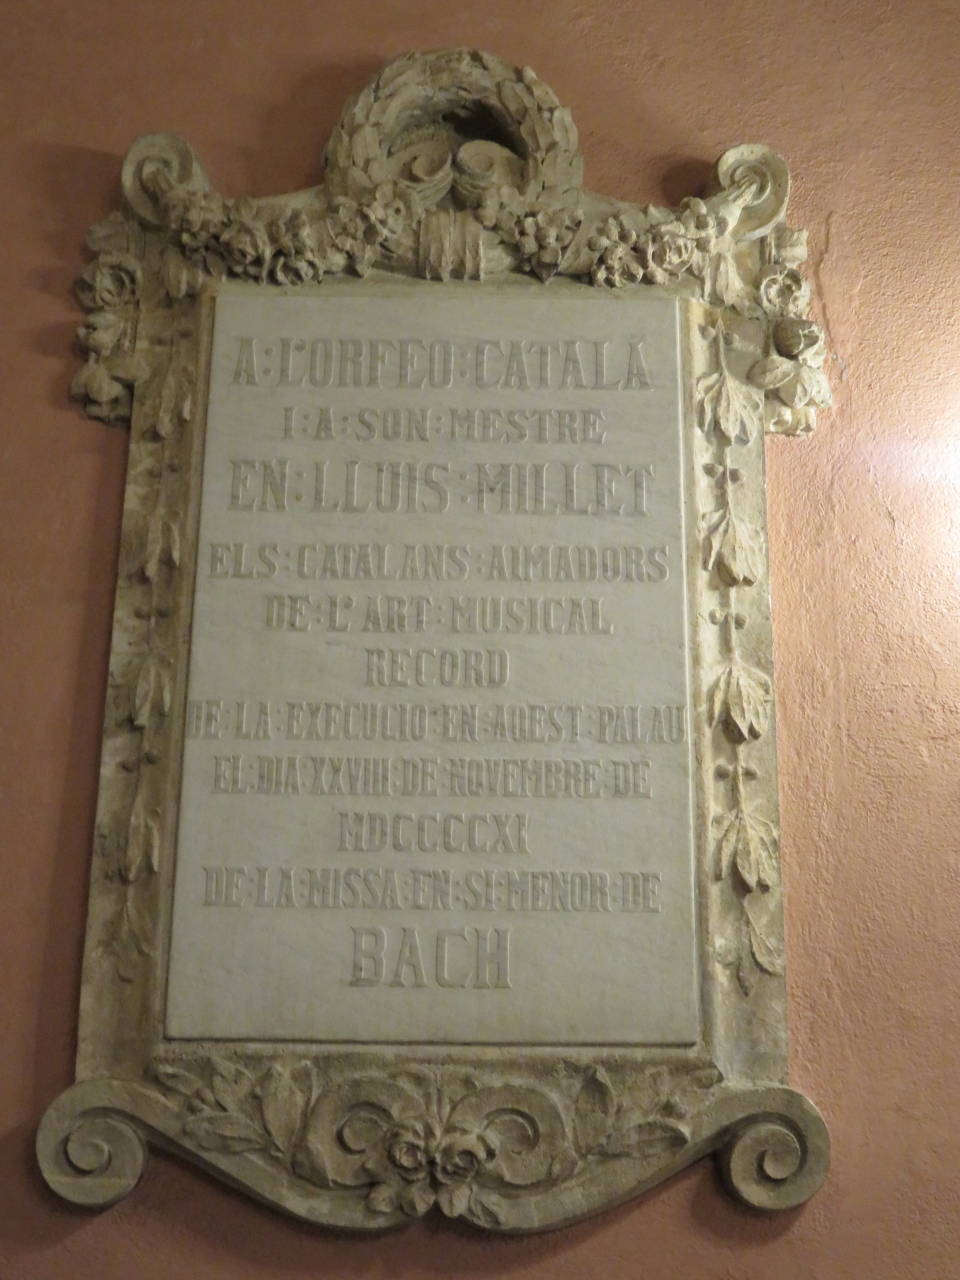 A:L'ORFEO:CATALÁ
I:A:SON:MESTRE
EN:LLUIS:MILLET
ELS:CATALANS:AIMADORS
DE:L'ART:MUSICAL
RECORD
DE:LA:EXECUCIO:EN:AQEST:PALAU
EL:DIA:XXVIII:DE:NOVEMBRE:DE
MDCCCCXI
DE:LA:MISSA:EN:SI:MENOR:DE
BACH